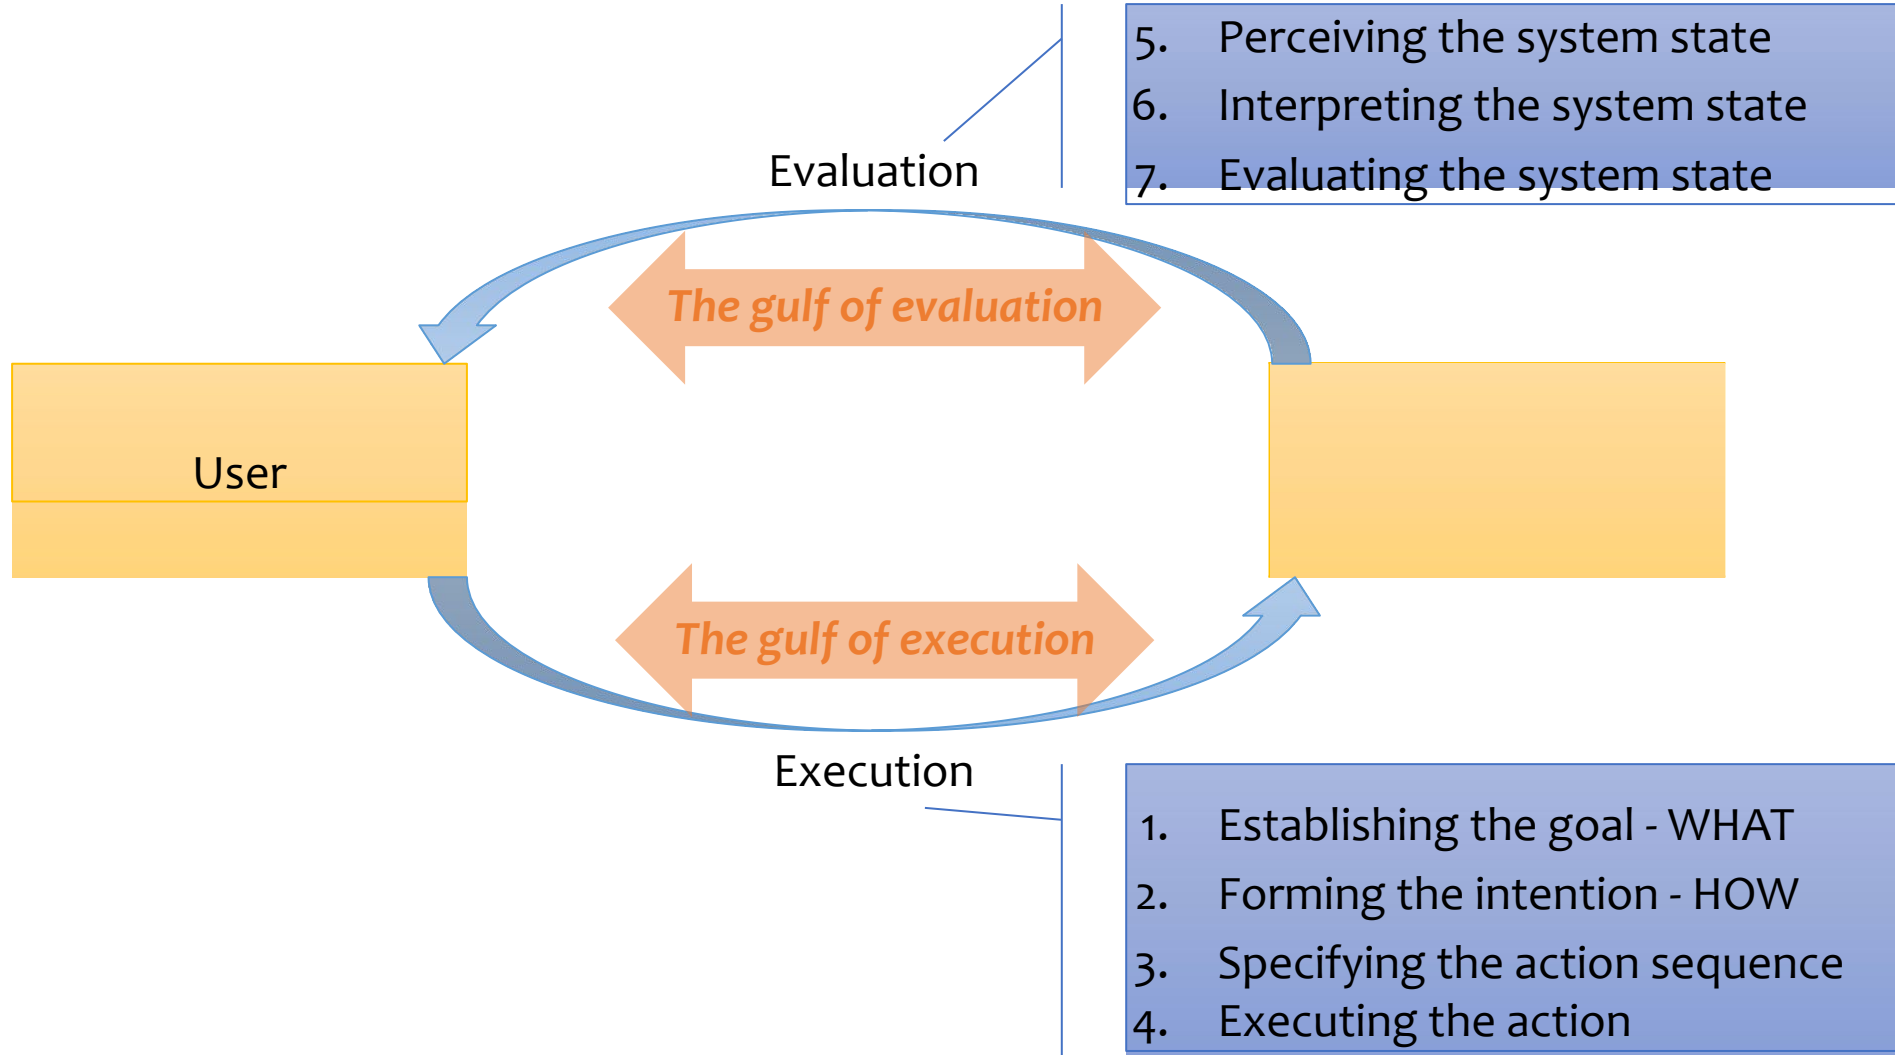 5. Perceiving the system state
6. Interpreting the system state
7. Evaluating the system state
Evaluation
The gulf of evaluation
User
The gulf of execution
Execution
1. Establishing the goal - WHAT
2. Forming the intention - HOW
3. Specifying the action sequence
4. Executing the action